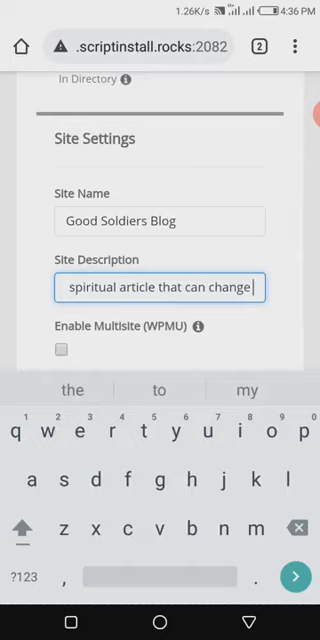 1.26K/s 4:36 PM
.scriptinstall.rocks:2082 2
In Directory
Site Settings
Site Name
Good Soldiers Blog
Site Description
spiritual article that can change
Enable Multisite (WPMU)
the to my
1 2 3 4 5 6 7 8 9 0
q w e r t y u i o p
a s d f g h j k l
z x c v b n m
?123 , .